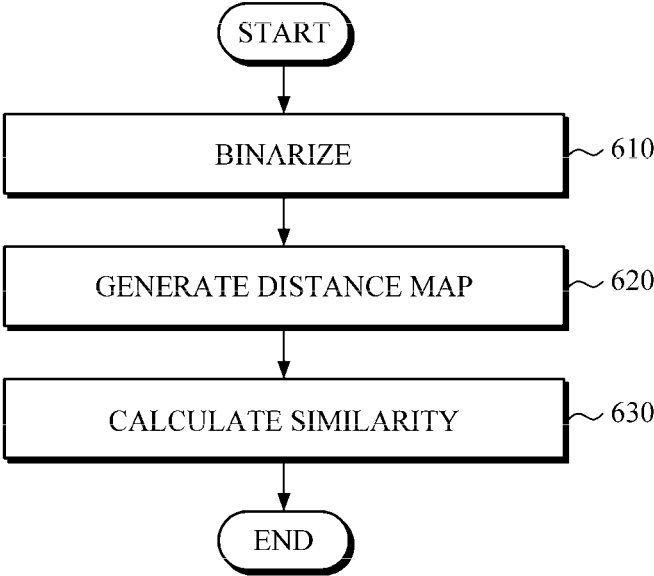 START
BINARIZE
610
GENERATE DISTANCE MAP
620
CALCULATE SIMILARITY
630
END